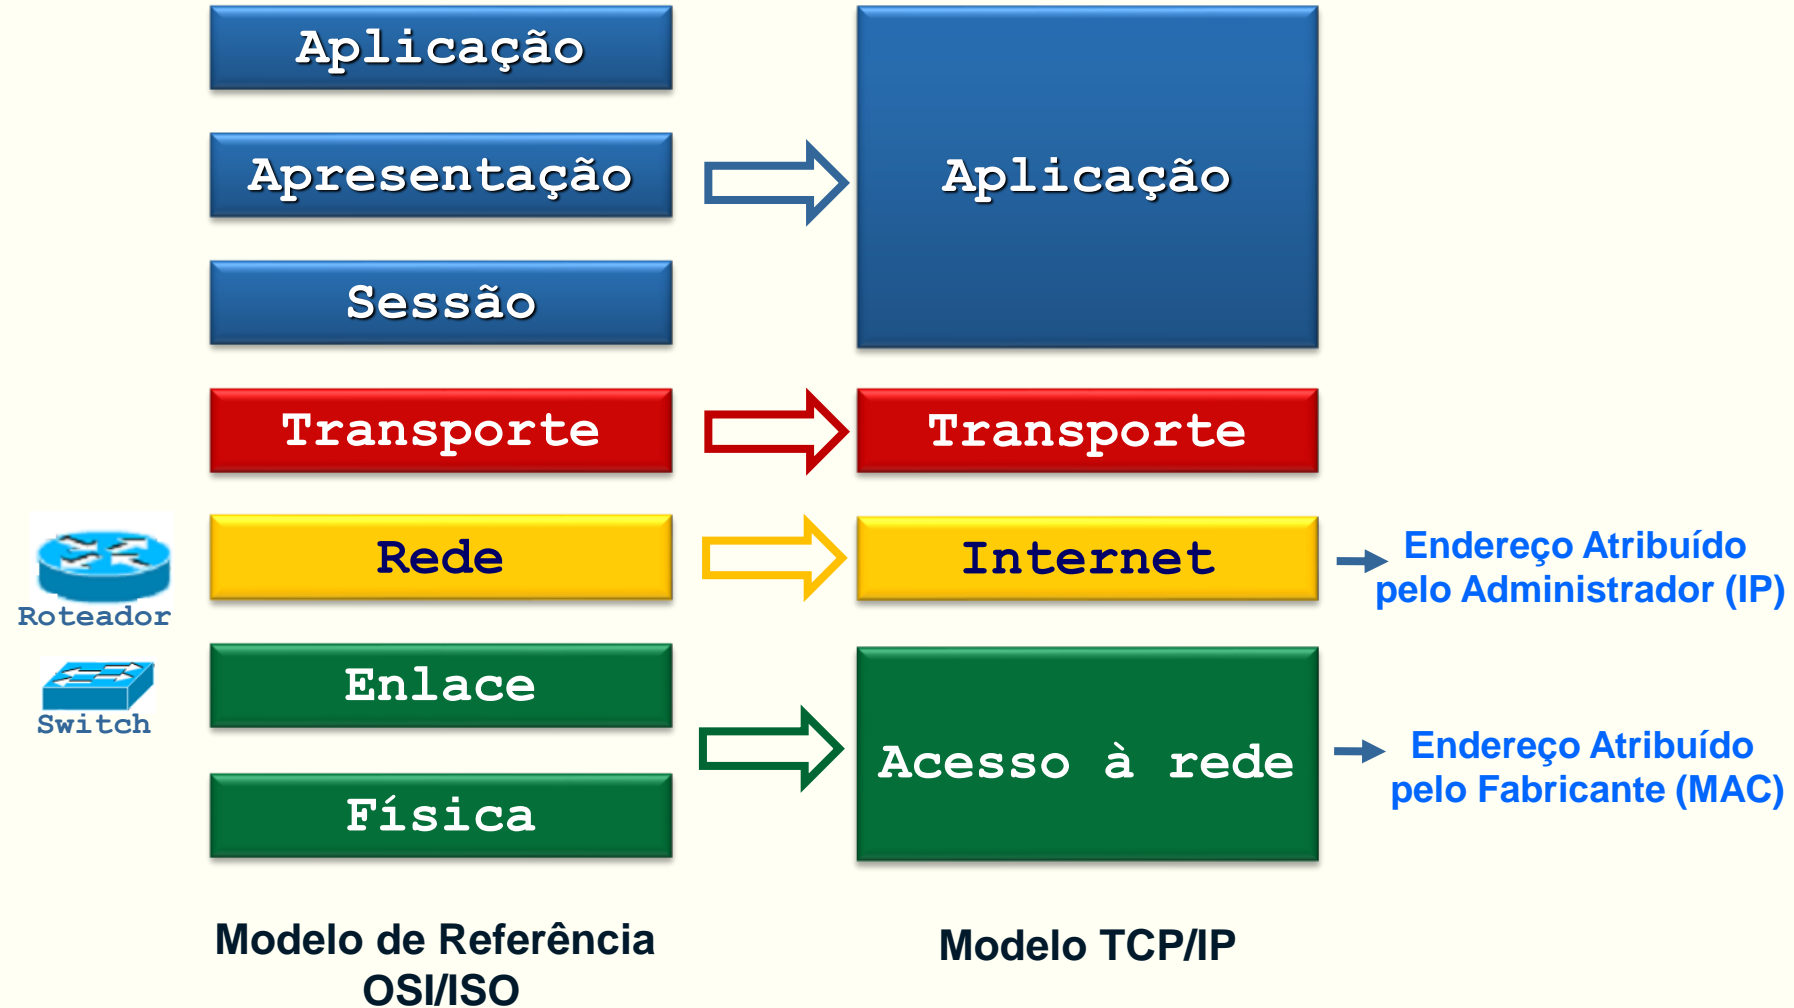 Aplicação
Apresentação
Aplicação
Sessão
Transporte
Transporte
Roteador
Rede
Internet
Endereço Atribuído
pelo Administrador (IP)
Switch
Enlace
Física
Acesso à rede
Endereço Atribuído
pelo Fabricante (MAC)
Modelo de Referência
OSI/ISO
Modelo TCP/IP